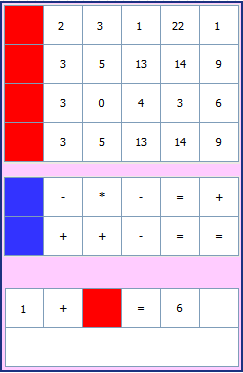 2 3 1 22 1
3 5 13 14 9
3 0 4 3 6
3 5 13 14 9
- * - = +
+ + - = =
1 + = 6